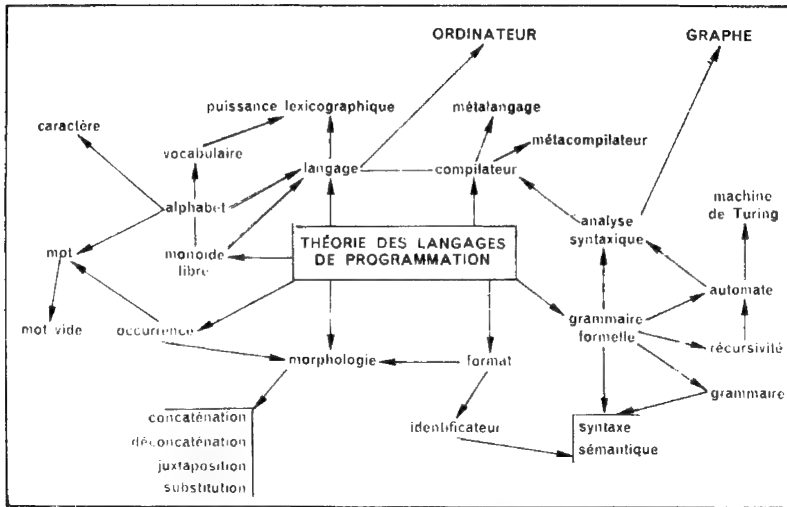 ORDINATEUR
GRAPHE
puissance lexicographique
métalangage
caractère
métacompilateur
vocabulaire
langage
compilateur
machine
de Turing
alphabet
analyse
syntaxique
THÉORIE DES LANGAGES
DE PROGRAMMATION
mot
monoïde
libre
automate
grammaire
formelle
mot vide
occurrence
récursivité
morphologie
format
grammaire
concaténation
identificateur
syntaxe
déconcaténation
sémantique
juxtaposition
substitution